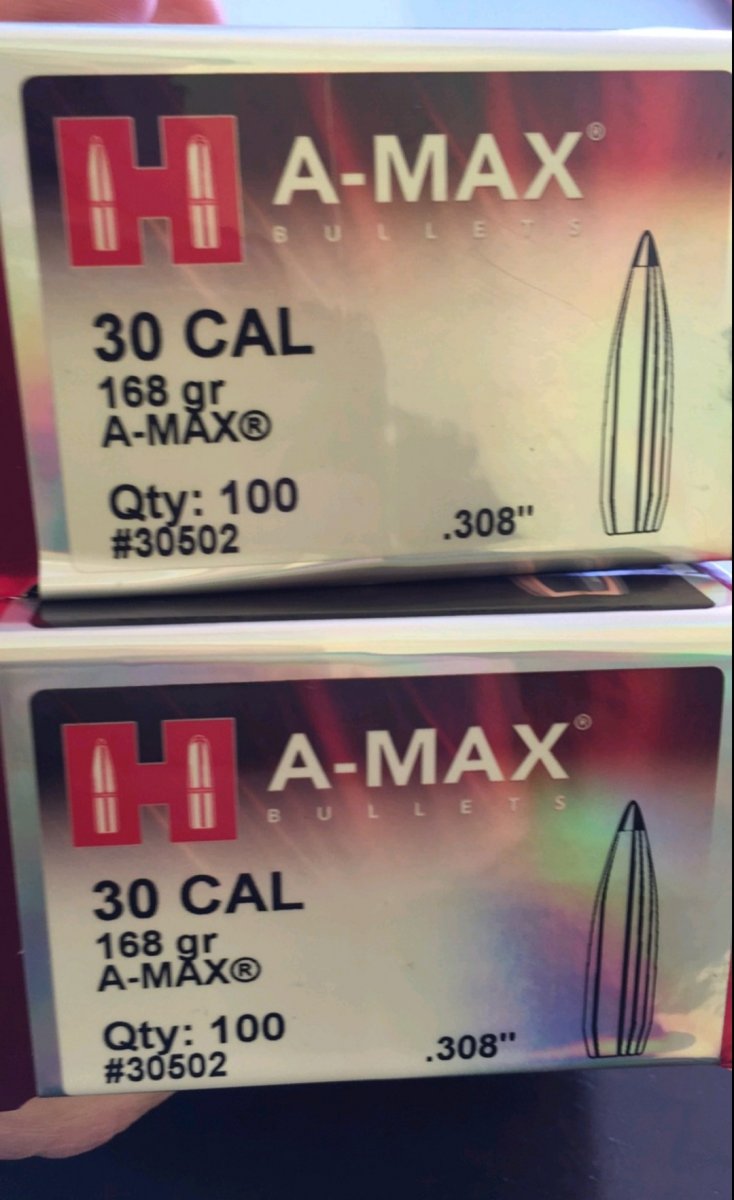 H A-MAX®
BULLETS
30 CAL
168 gr
A-MAX®
Qty: 100
#30502
.308"
H A-MAX®
BULLETS
30 CAL
168 gr
A-MAX®
Qty: 100
#30502
.308"